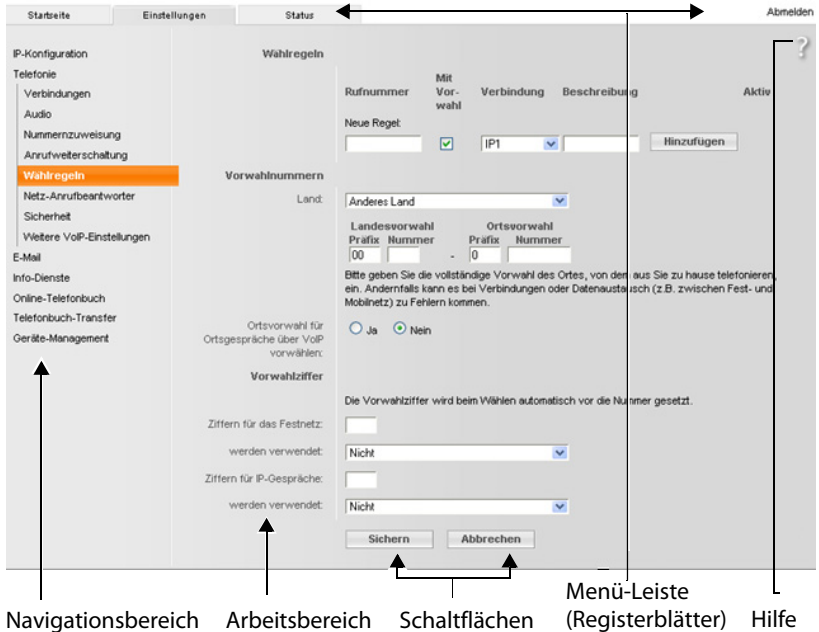 Startseite Einstellungen Status Abmelden
?
IP-Konfiguration
Telefonie
Verbindungen
Audio
Nummernzuweisung
Anrufweiterschaltung
Wählregeln
Netz-Anrufbeantworter
Sicherheit
Weitere VoIP-Einstellungen
E-Mail
Info-Dienste
Online-Telefonbuch
Telefonbuch-Transfer
Geräte-Management
Wählregeln
Rufnummer Mit Vor- wahl Verbindung Beschreibung Aktiv
Neue Regel:
IP1 Hinzufügen
Vorwahlnummern
Land: Anderes Land
Landesvorwahl Ortsvorwahl
Präfix Nummer Präfix Nummer
00 - 0
Bitte geben Sie die vollständige Vorwahl des Ortes, von dem aus Sie zu hause telefonieren,
ein. Andernfalls kann es bei Verbindungen oder Datenaustausch (z.B. zwischen Fest- und
Mobilnetz) zu Fehlern kommen.
Ortsvorwahl für
Ortsgespräche über VoIP
vorwählen:
Ja Nein
Vorwahlziffer
Die Vorwahlziffer wird beim Wählen automatisch vor die Nummer gesetzt.
Ziffern für das Festnetz:
werden verwendet: Nicht
Ziffern für IP-Gespräche:
werden verwendet: Nicht
Sichern Abbrechen
Navigationsbereich Arbeitsbereich Schaltflächen Menü-Leiste
(Registerblätter) Hilfe